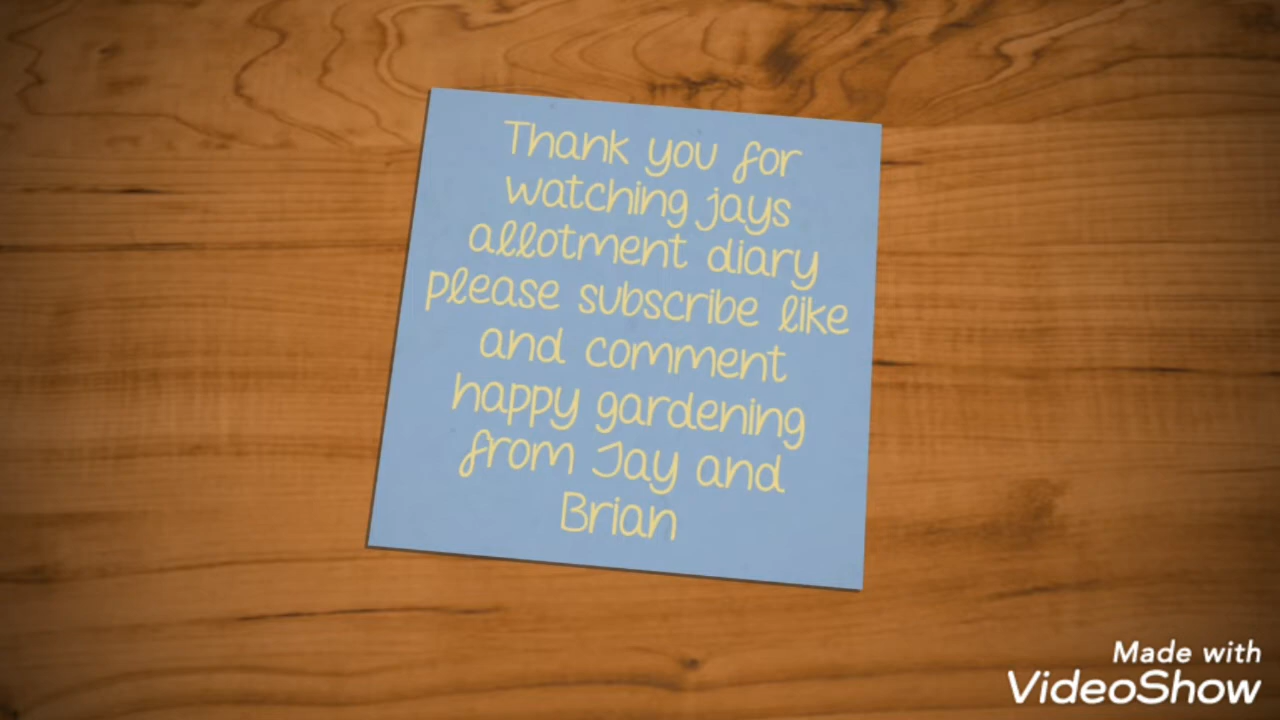 Thank you for
watching jays
allotment diary
please subscribe like
and comment
happy gardening
from Jay and
Brian
Made with
VideoShow